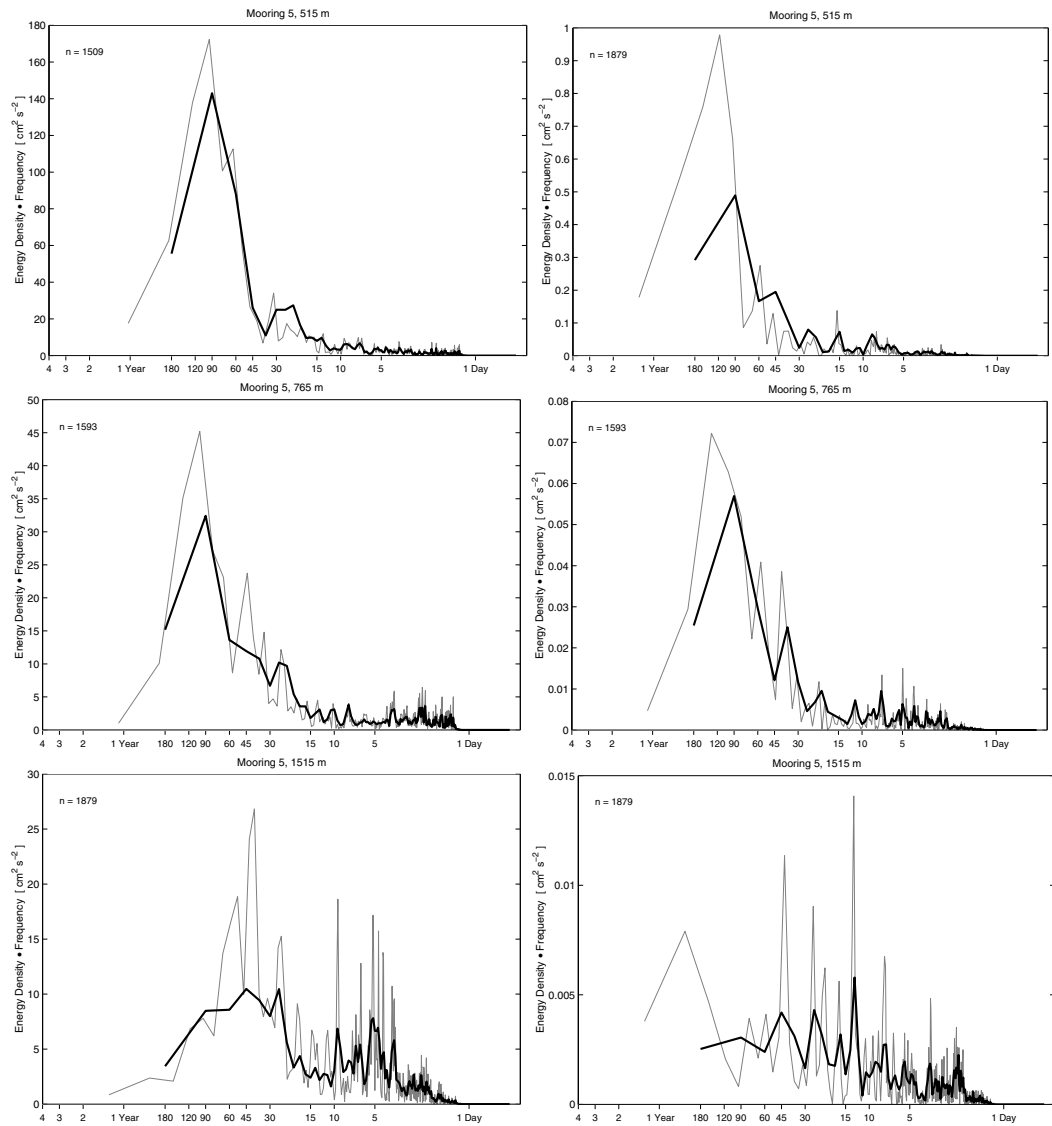 Mooring 5, 515 m
n = 1509
Energy Density • Frequency [ cm² s⁻² ]
180
160
140
120
100
80
60
40
20
0
4 3 2 1 Year 180 120 90 60 45 30 15 10 5 1 Day
Mooring 5, 515 m
n = 1879
Energy Density • Frequency [ cm² s⁻² ]
1
0.9
0.8
0.7
0.6
0.5
0.4
0.3
0.2
0.1
0
4 3 2 1 Year 180 120 90 60 45 30 15 10 5 1 Day
Mooring 5, 765 m
n = 1593
Energy Density • Frequency [ cm² s⁻² ]
50
45
40
35
30
25
20
15
10
5
0
4 3 2 1 Year 180 120 90 60 45 30 15 10 5 1 Day
Mooring 5, 765 m
n = 1593
Energy Density • Frequency [ cm² s⁻² ]
0.08
0.07
0.06
0.05
0.04
0.03
0.02
0.01
0
4 3 2 1 Year 180 120 90 60 45 30 15 10 5 1 Day
Mooring 5, 1515 m
n = 1879
Energy Density • Frequency [ cm² s⁻² ]
30
25
20
15
10
5
0
4 3 2 1 Year 180 120 90 60 45 30 15 10 5 1 Day
Mooring 5, 1515 m
n = 1879
Energy Density • Frequency [ cm² s⁻² ]
0.015
0.01
0.005
0
4 3 2 1 Year 180 120 90 60 45 30 15 10 5 1 Day